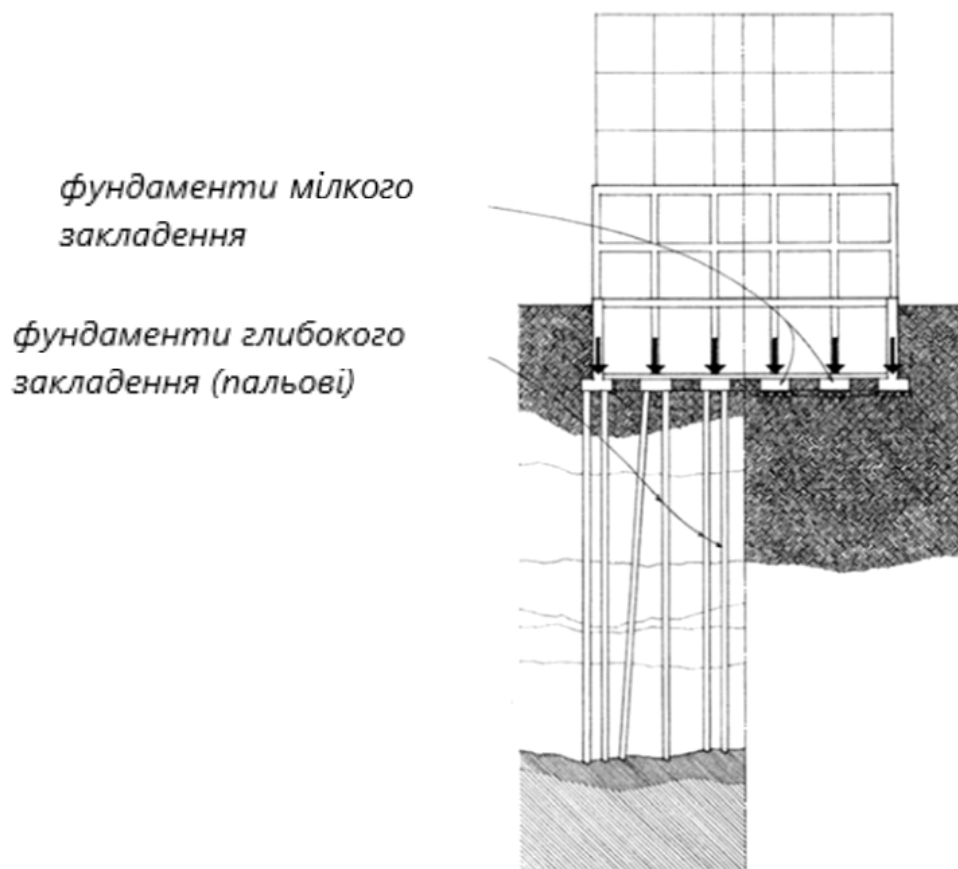 фундаменти мілкого
закладення
фундаменти глибокого
закладення (пальові)